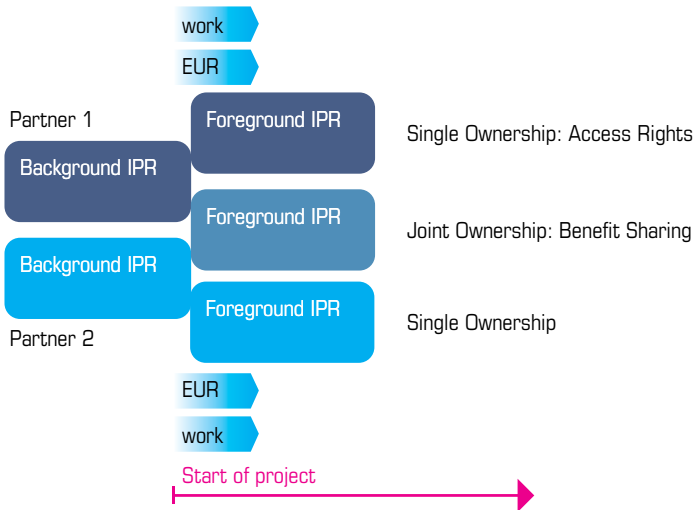 work
EUR
Partner 1
Foreground IPR
Single Ownership: Access Rights
Background IPR
Foreground IPR
Joint Ownership: Benefit Sharing
Background IPR
Foreground IPR
Single Ownership
Partner 2
EUR
work
Start of project